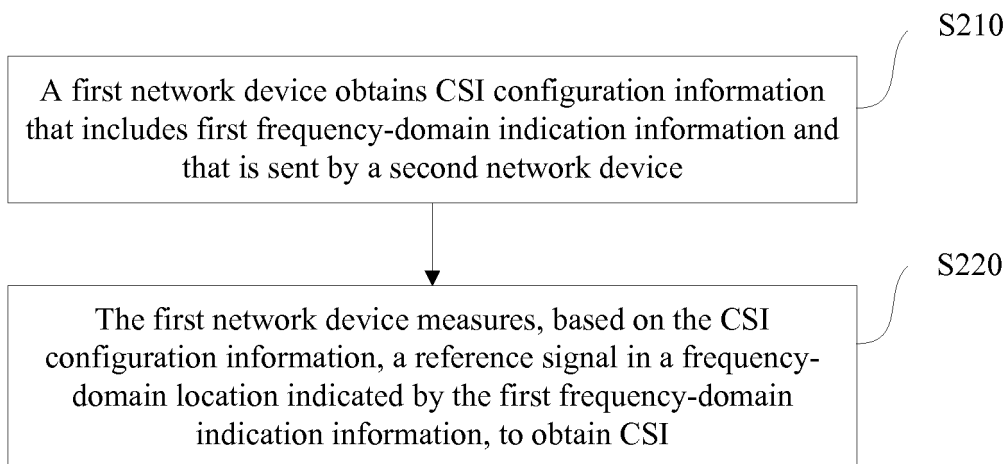 S210
A first network device obtains CSI configuration information
that includes first frequency-domain indication information and
that is sent by a second network device
S220
The first network device measures, based on the CSI
configuration information, a reference signal in a frequency-
domain location indicated by the first frequency-domain
indication information, to obtain CSI